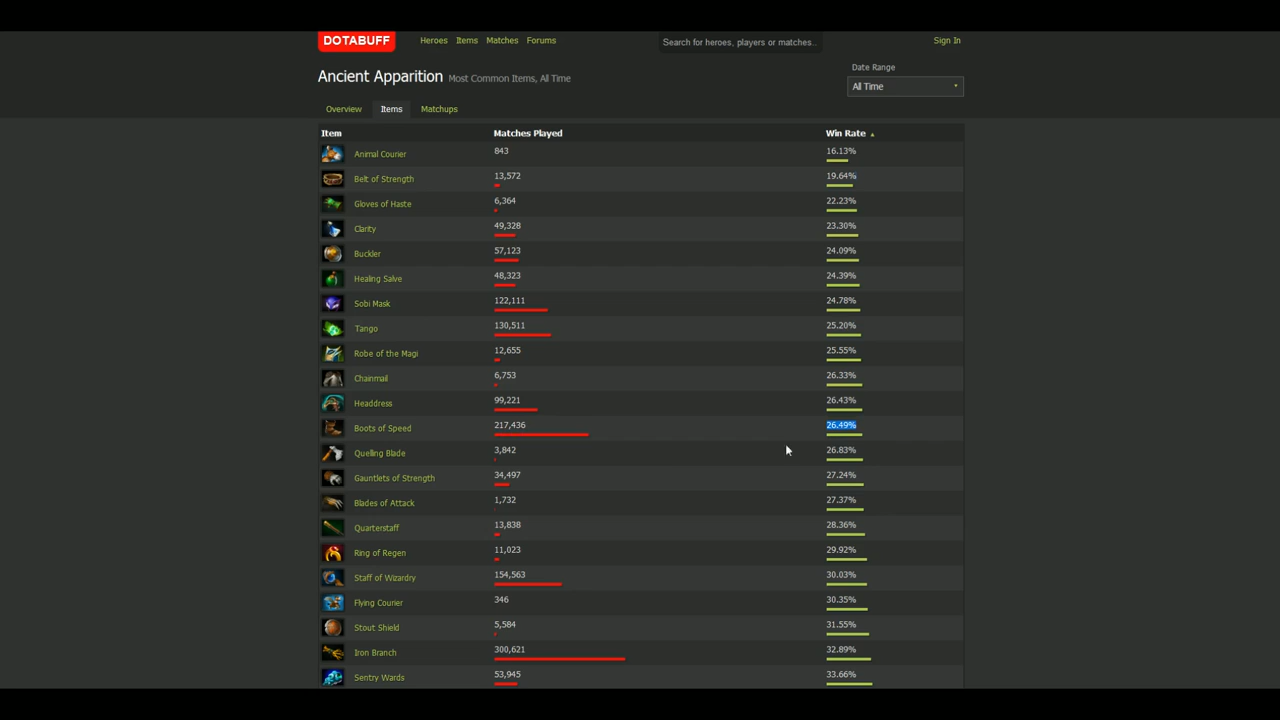 DOTABUFF Heroes Items Matches Forums Search for heroes, players or matches.. Sign In
Date Range
Ancient Apparition Most Common Items, All Time
All Time
Overview Items Matchups
Item Matches Played Win Rate
Animal Courier 843 16.13%
Belt of Strength 13,572 19.64%
Gloves of Haste 6,364 22.23%
Clarity 49,328 23.30%
Buckler 57,123 24.09%
Healing Salve 48,323 24.39%
Sobi Mask 122,111 24.78%
Tango 130,511 25.20%
Robe of the Magi 12,655 25.55%
Chainmail 6,753 26.33%
Headdress 99,221 26.43%
Boots of Speed 217,436 26.49%
Quelling Blade 3,842 26.83%
Gauntlets of Strength 34,497 27.24%
Blades of Attack 1,732 27.37%
Quarterstaff 13,838 28.36%
Ring of Regen 11,023 29.92%
Staff of Wizardry 154,563 30.03%
Flying Courier 346 30.35%
Stout Shield 5,584 31.55%
Iron Branch 300,621 32.89%
Sentry Wards 53,945 33.66%